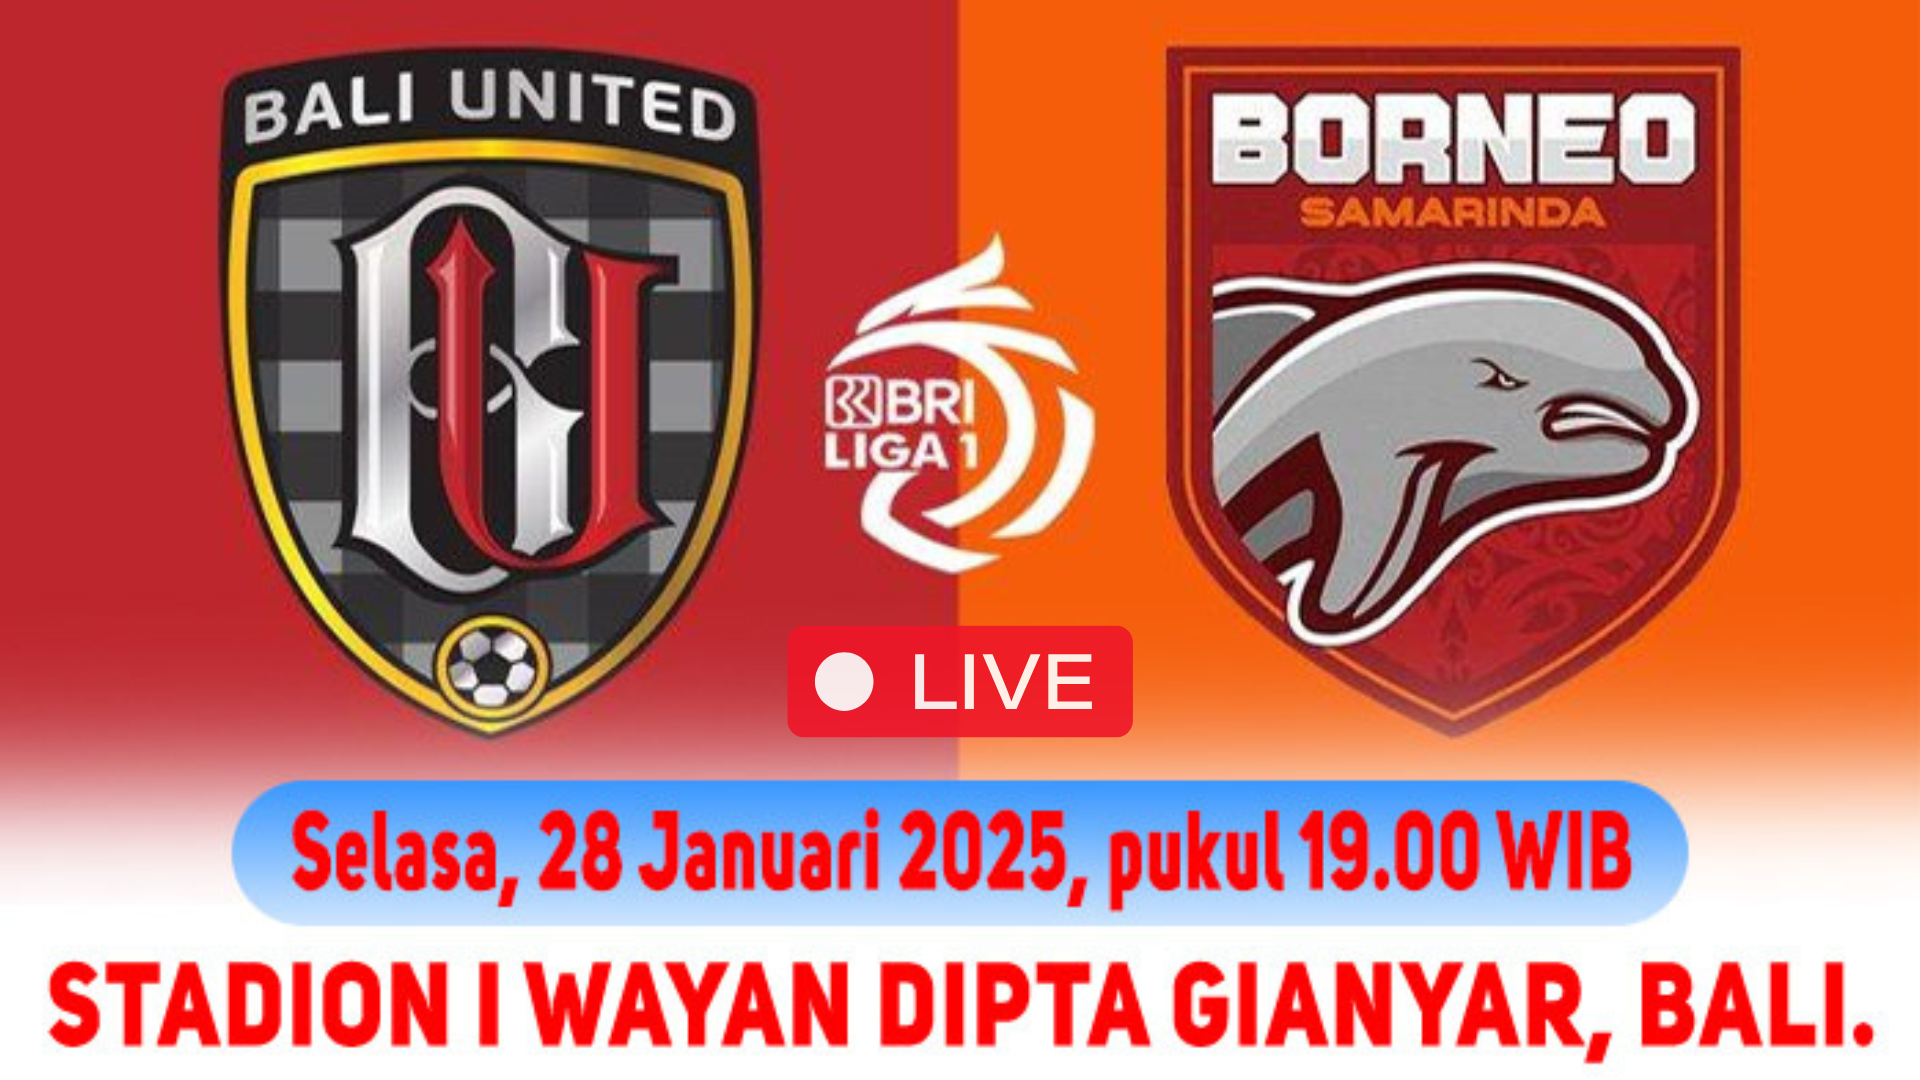 BALI UNITED
BORNEO
SAMARINDA
BRI
LIGA 1
LIVE
Selasa, 28 Januari 2025, pukul 19.00 WIB
STADION I WAYAN DIPTA GIANYAR, BALI.